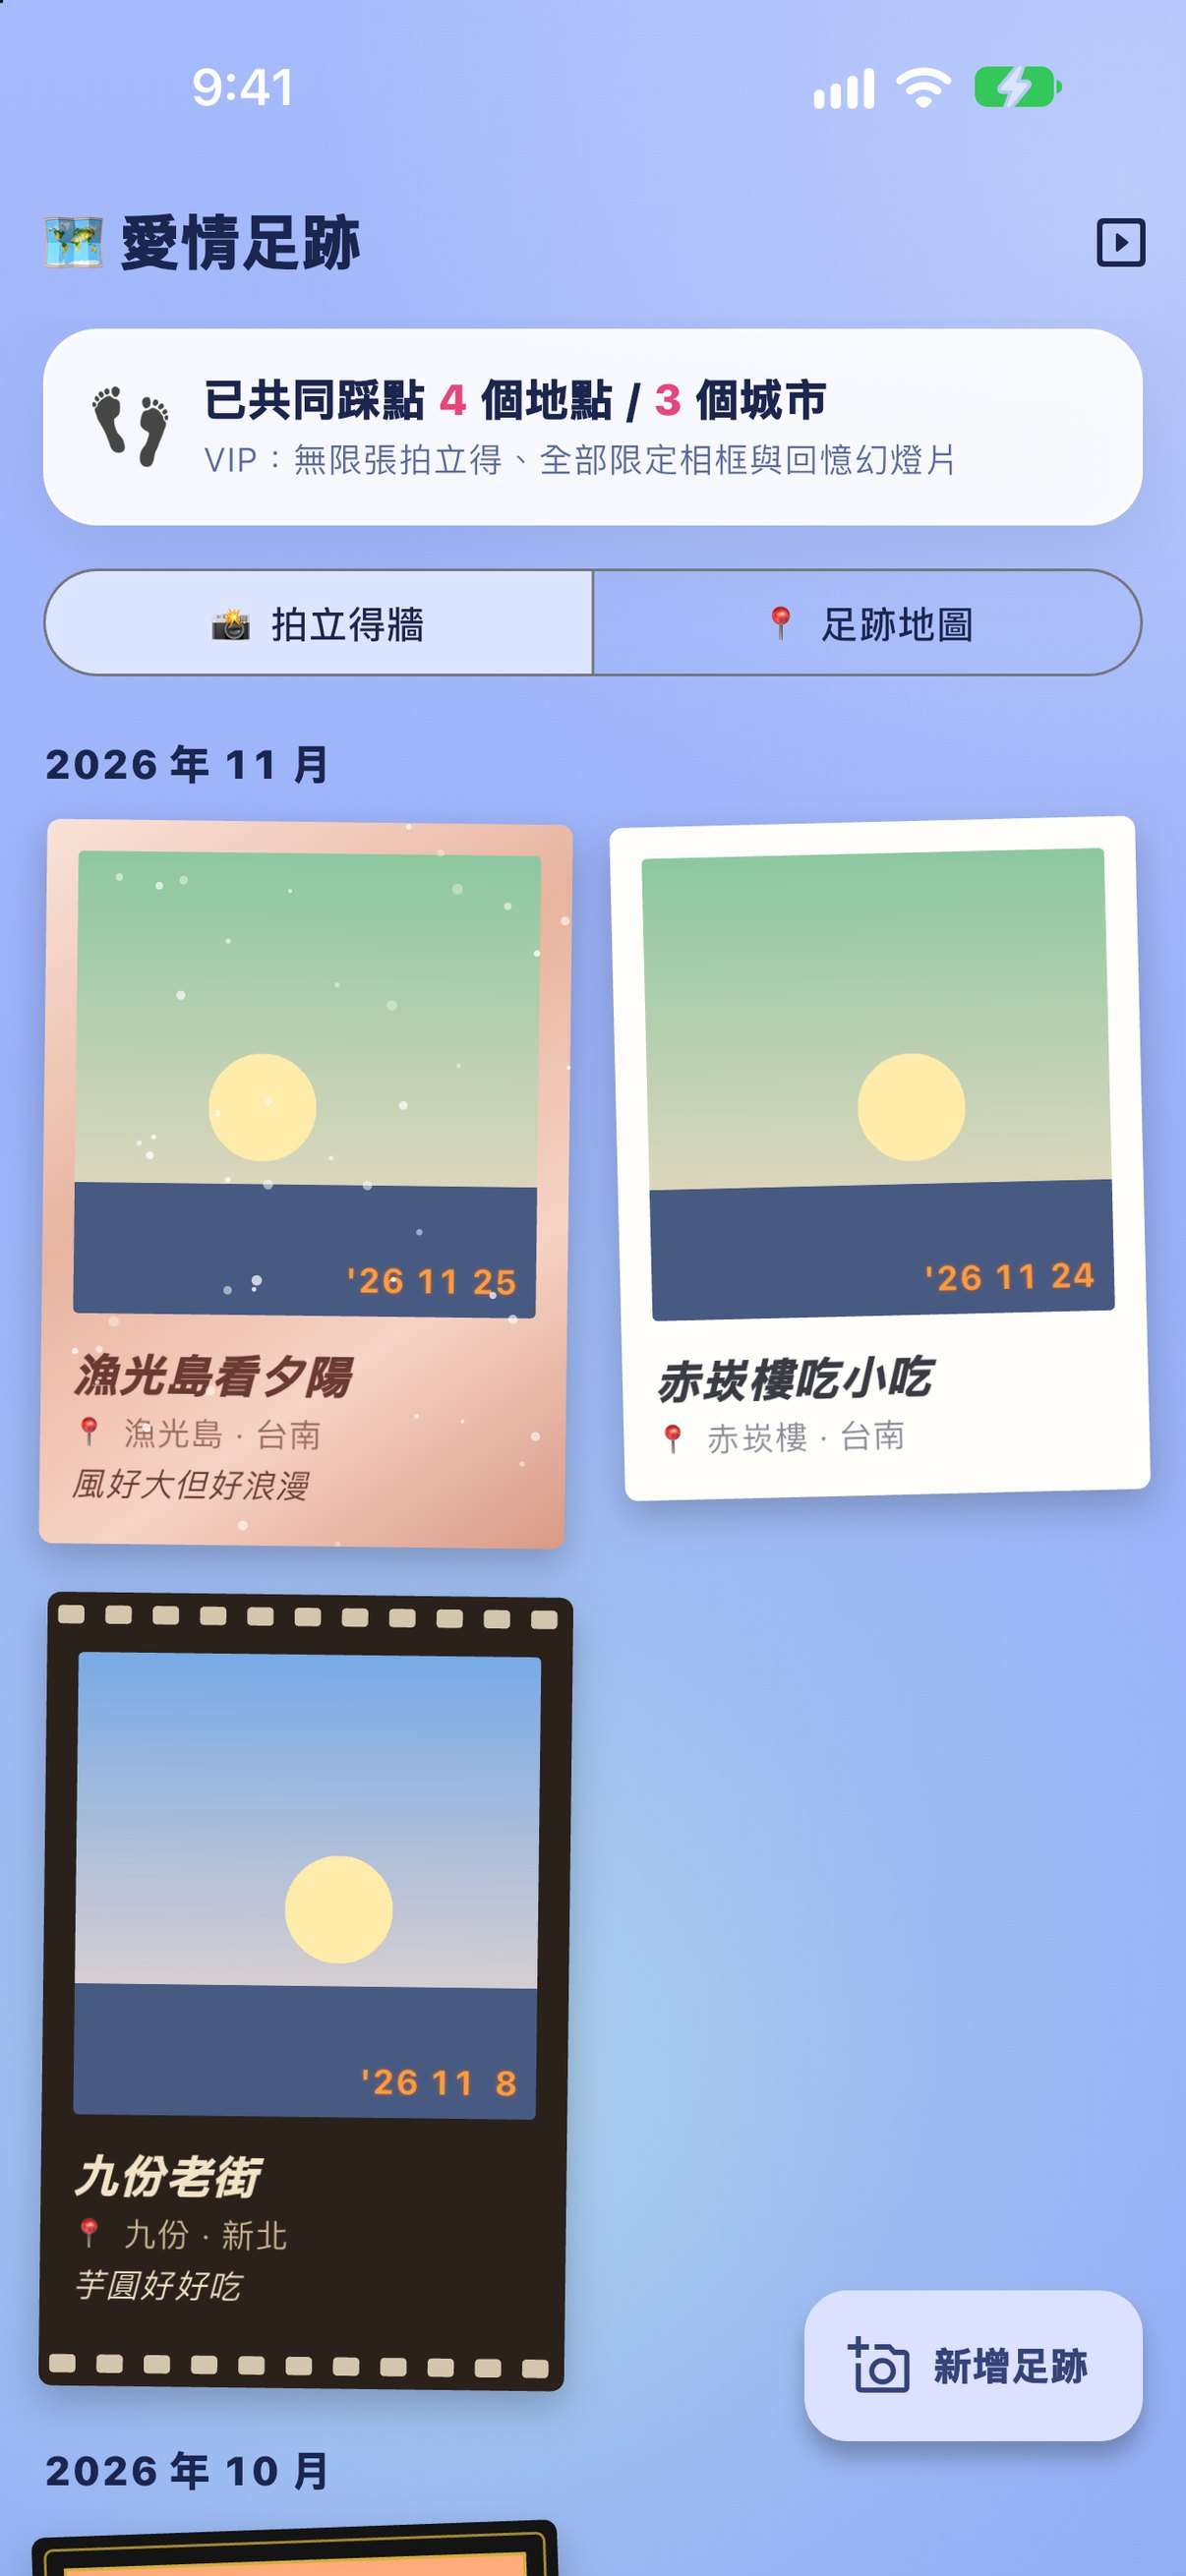 9:41
愛情足跡
已共同踩點 4 個地點 / 3 個城市
VIP：無限張拍立得、全部限定相框與回憶幻燈片
拍立得牆
足跡地圖
2026 年 11 月
'26 11 25
漁光島看夕陽
漁光島 · 台南
風好大但好浪漫
'26 11 24
赤崁樓吃小吃
赤崁樓 · 台南
'26 11 8
九份老街
九份 · 新北
芋圓好好吃
新增足跡
2026 年 10 月